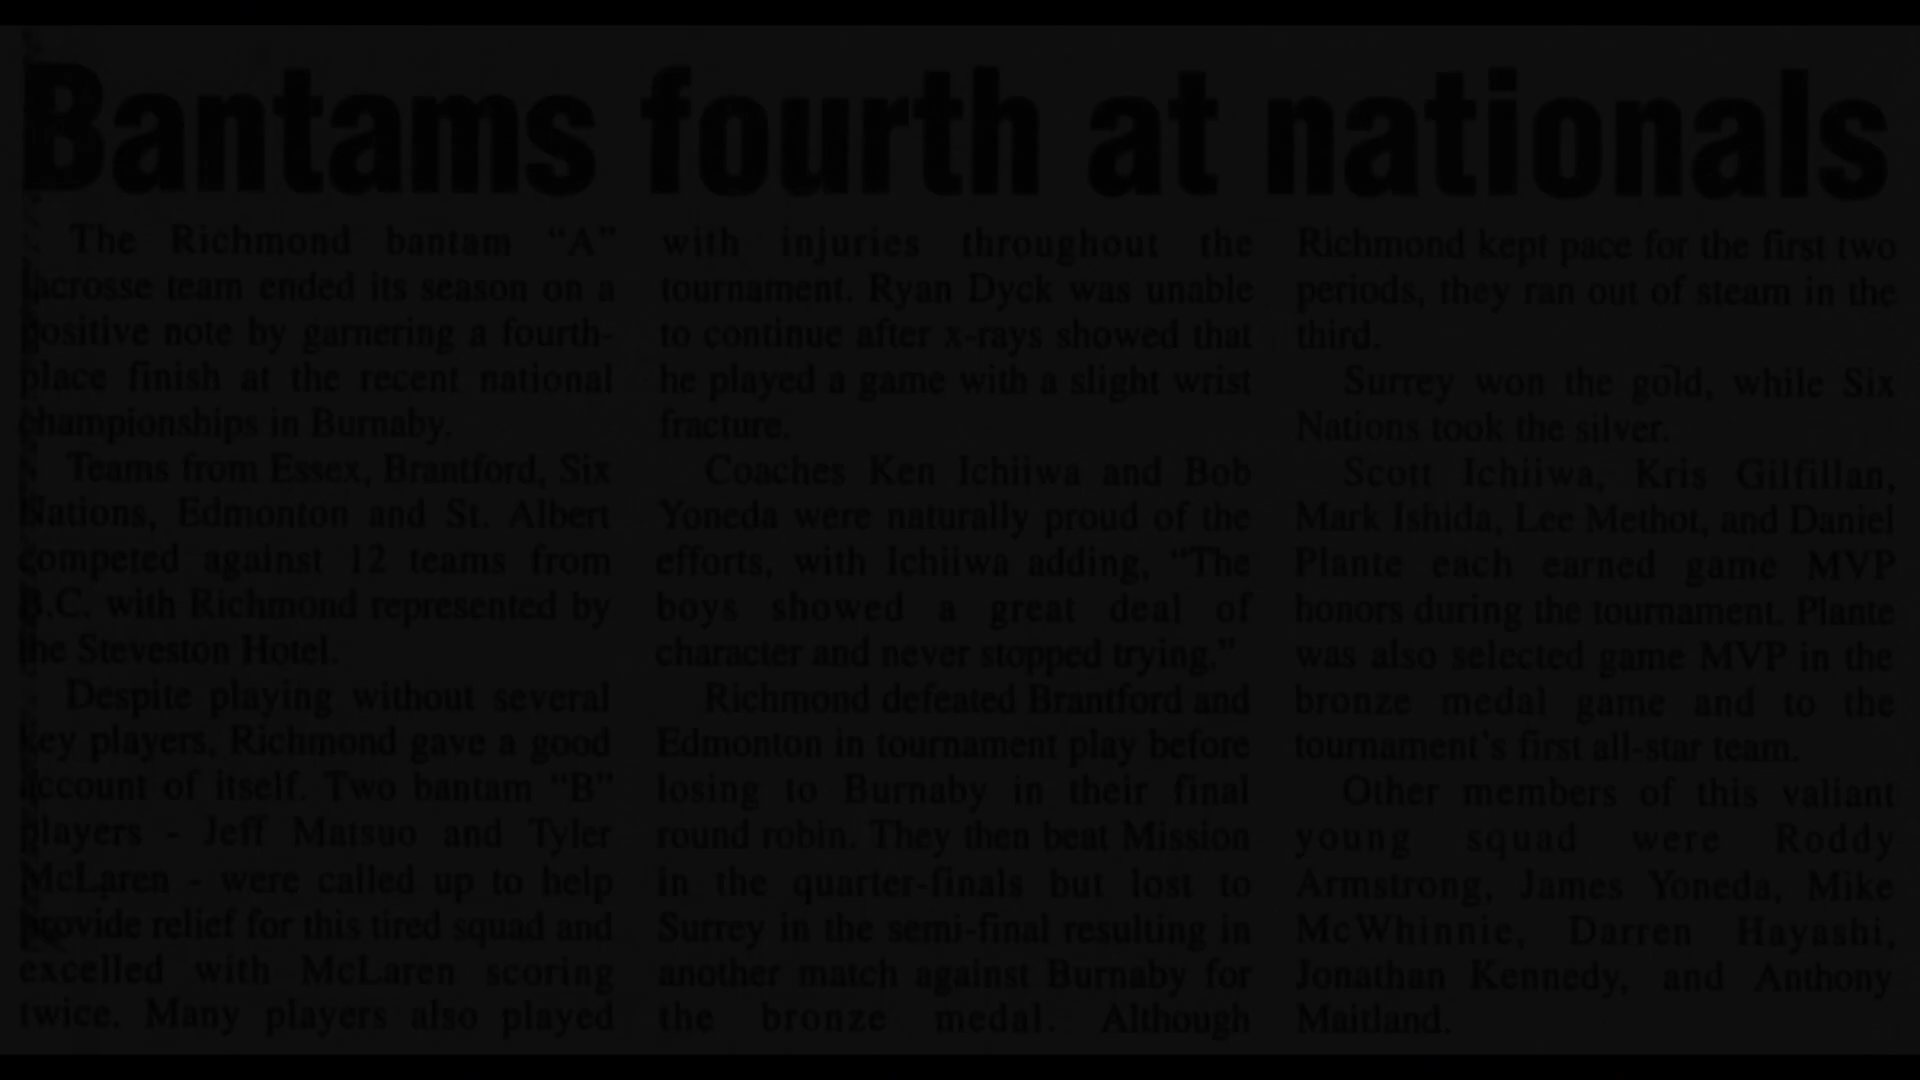 Bantams fourth at nationals
The Richmond bantam “A”
lacrosse team ended its season on a
positive note by garnering a fourth-
place finish at the recent national
championships in Burnaby.
Teams from Essex, Brantford, Six
Nations, Edmonton and St. Albert
competed against 12 teams from
B.C. with Richmond represented by
the Steveston Hotel.
Despite playing without several
key players, Richmond gave a good
account of itself. Two bantam “B”
players - Jeff Matsuo and Tyler
McLaren - were called up to help
provide relief for this tired squad and
excelled with McLaren scoring
twice. Many players also played
with injuries throughout the
tournament. Ryan Dyck was unable
to continue after x-rays showed that
he played a game with a slight wrist
fracture.
Coaches Ken Ichiiwa and Bob
Yoneda were naturally proud of the
efforts, with Ichiiwa adding, “The
boys showed a great deal of
character and never stopped trying.”
Richmond defeated Brantford and
Edmonton in tournament play before
losing to Burnaby in their final
round robin. They then beat Mission
in the quarter-finals but lost to
Surrey in the semi-final resulting in
another match against Burnaby for
the bronze medal. Although
Richmond kept pace for the first two
periods, they ran out of steam in the
third.
Surrey won the gold, while Six
Nations took the silver.
Scott Ichiiwa, Kris Gilfillan,
Mark Ishida, Lee Methot, and Daniel
Plante each earned game MVP
honors during the tournament. Plante
was also selected game MVP in the
bronze medal game and to the
tournament's first all-star team.
Other members of this valiant
young squad were Roddy
Armstrong, James Yoneda, Mike
McWhinnie, Darren Hayashi,
Jonathan Kennedy, and Anthony
Maitland.